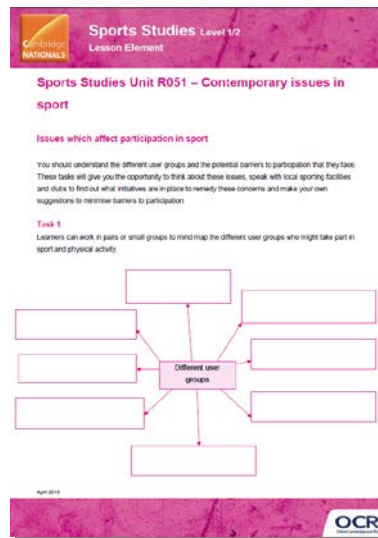 Sports Studies Level 1/2
Lesson Element
Cambridge
NATIONALS
Sports Studies Unit R051 – Contemporary issues in
sport
Issues which affect participation in sport
You should understand the different user groups and the potential barriers to participation that they face.
These tasks will give you the opportunity to think about these issues, speak with local sporting facilities
and clubs to find out what initiatives are in place to remedy these concerns and make your own
suggestions to minimise barriers to participation.
Task 1
Learners can work in pairs or small groups to mind map the different user groups who might take part in
sport and physical activity.
Different user
groups
OCR